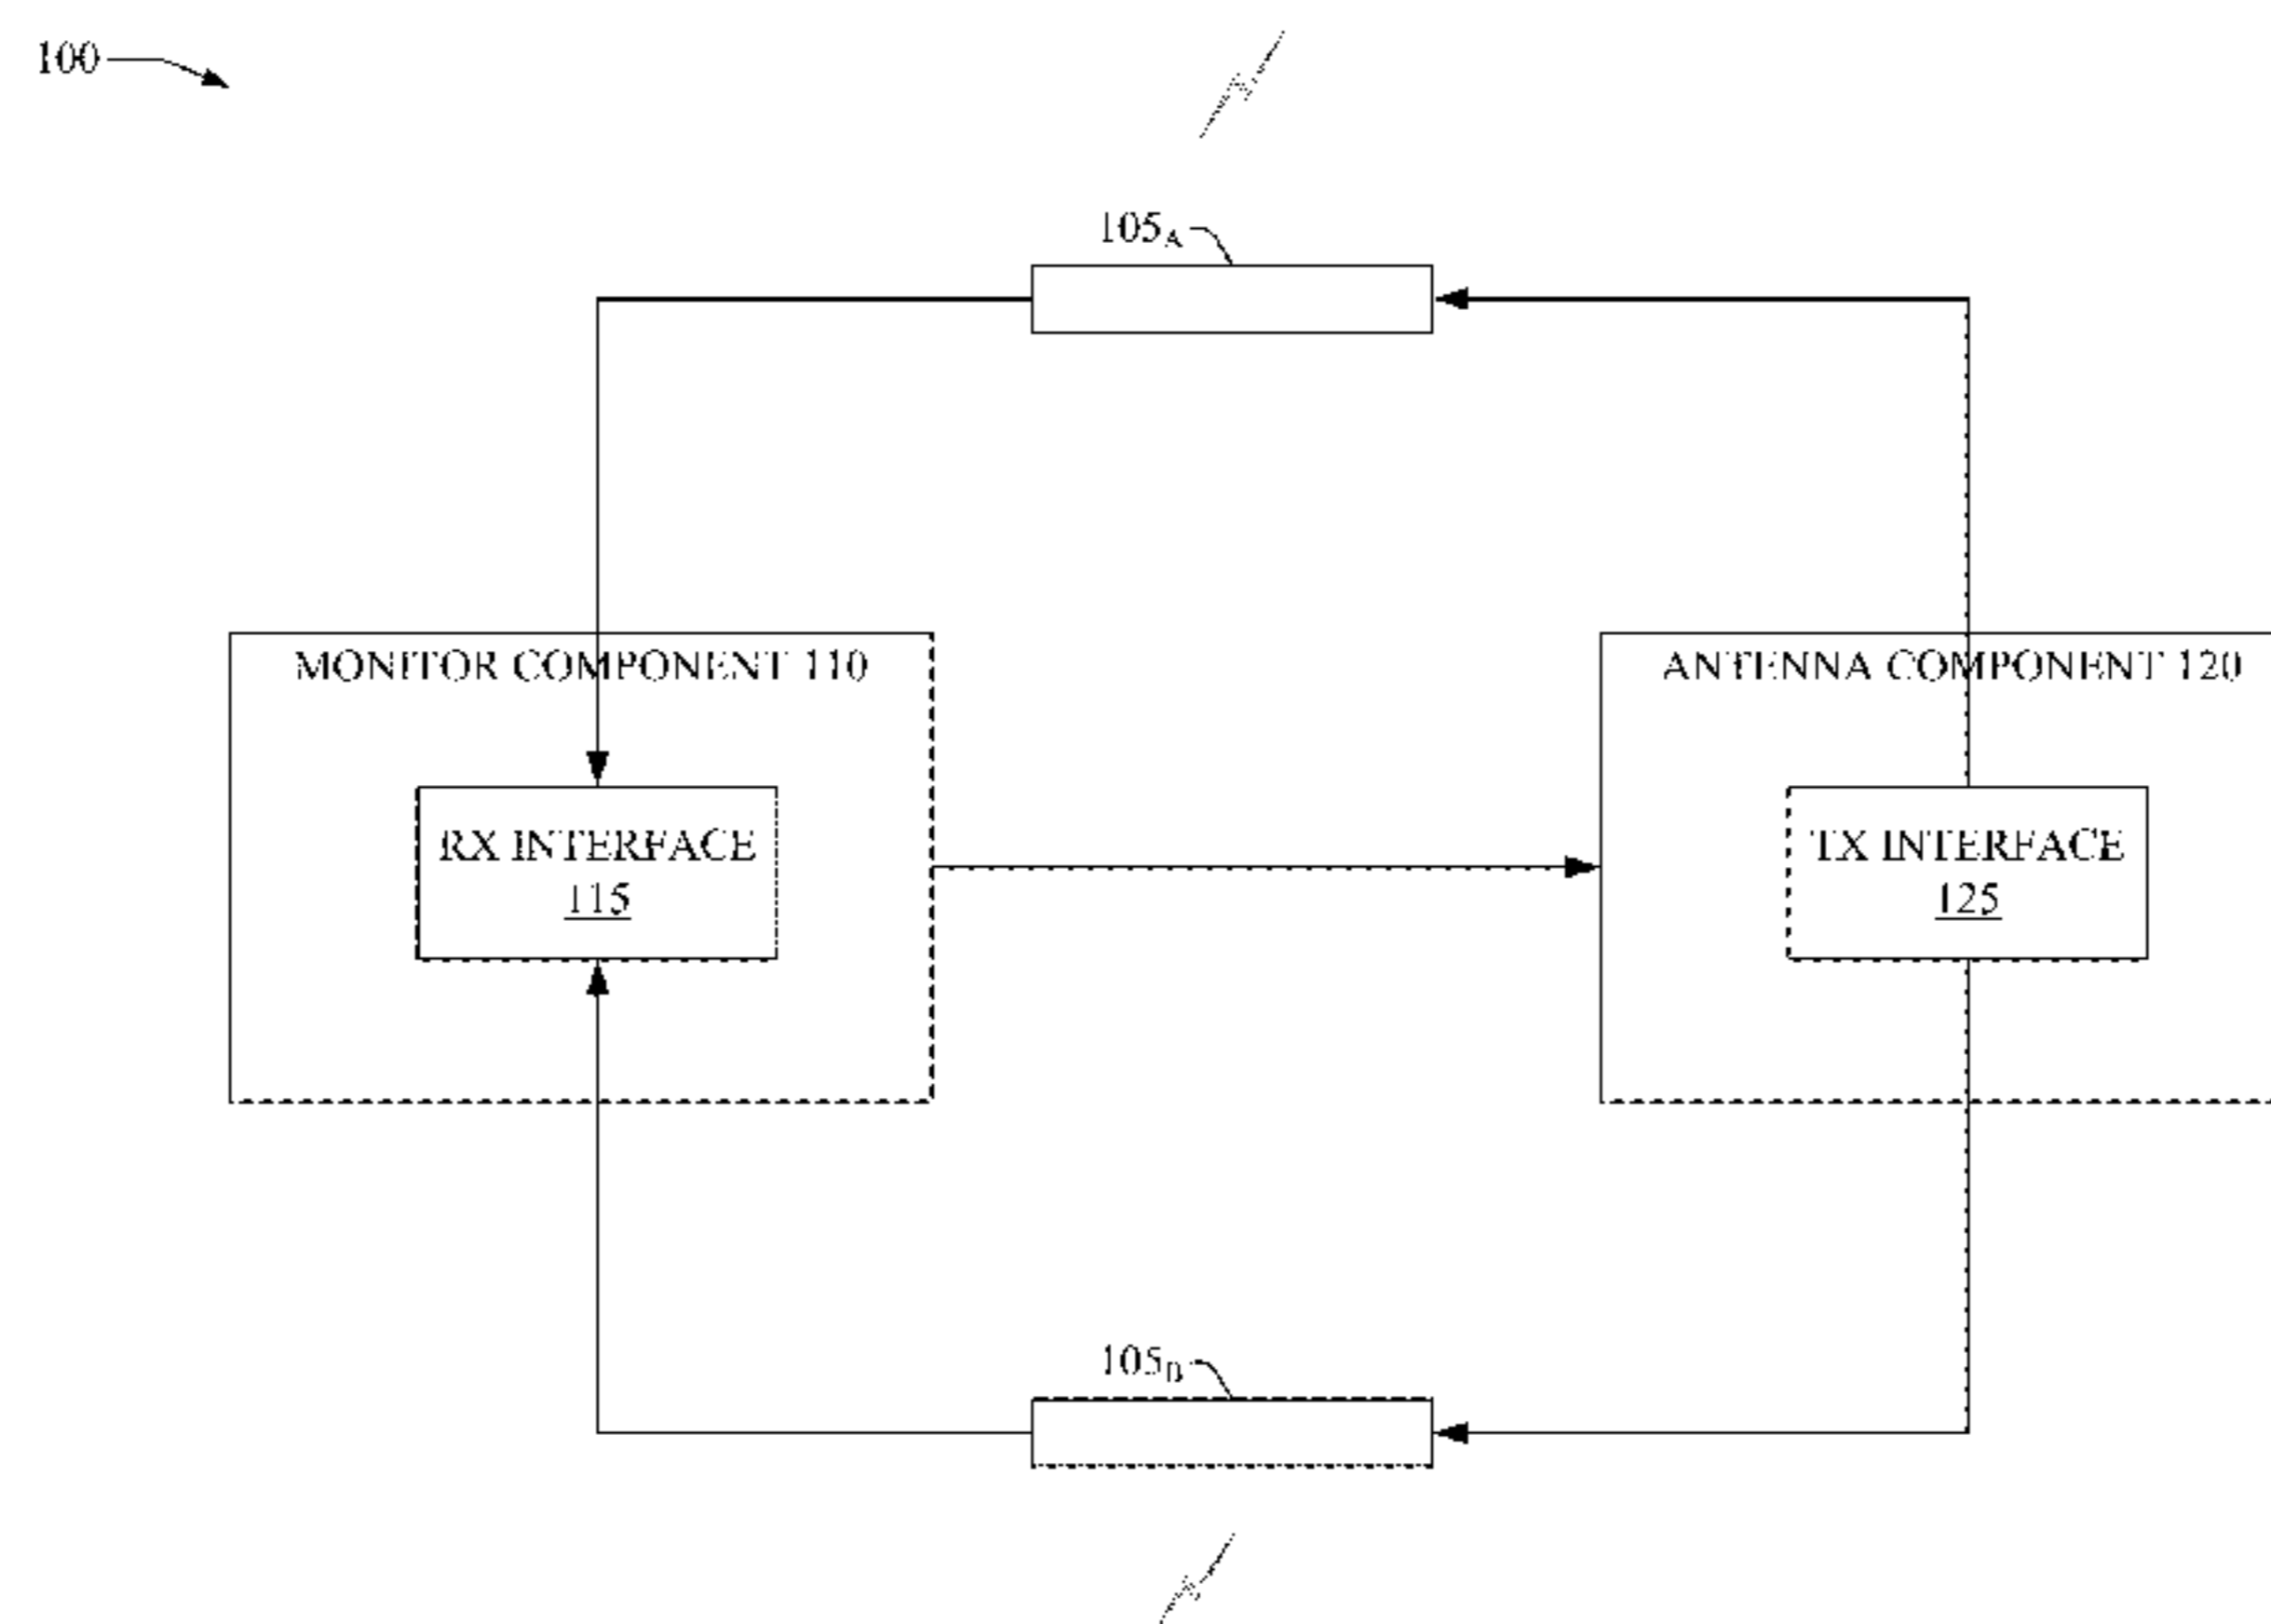 100
105A
MONITOR COMPONENT 110
ANTENNA COMPONENT 120
RX INTERFACE
115
TX INTERFACE
125
105B